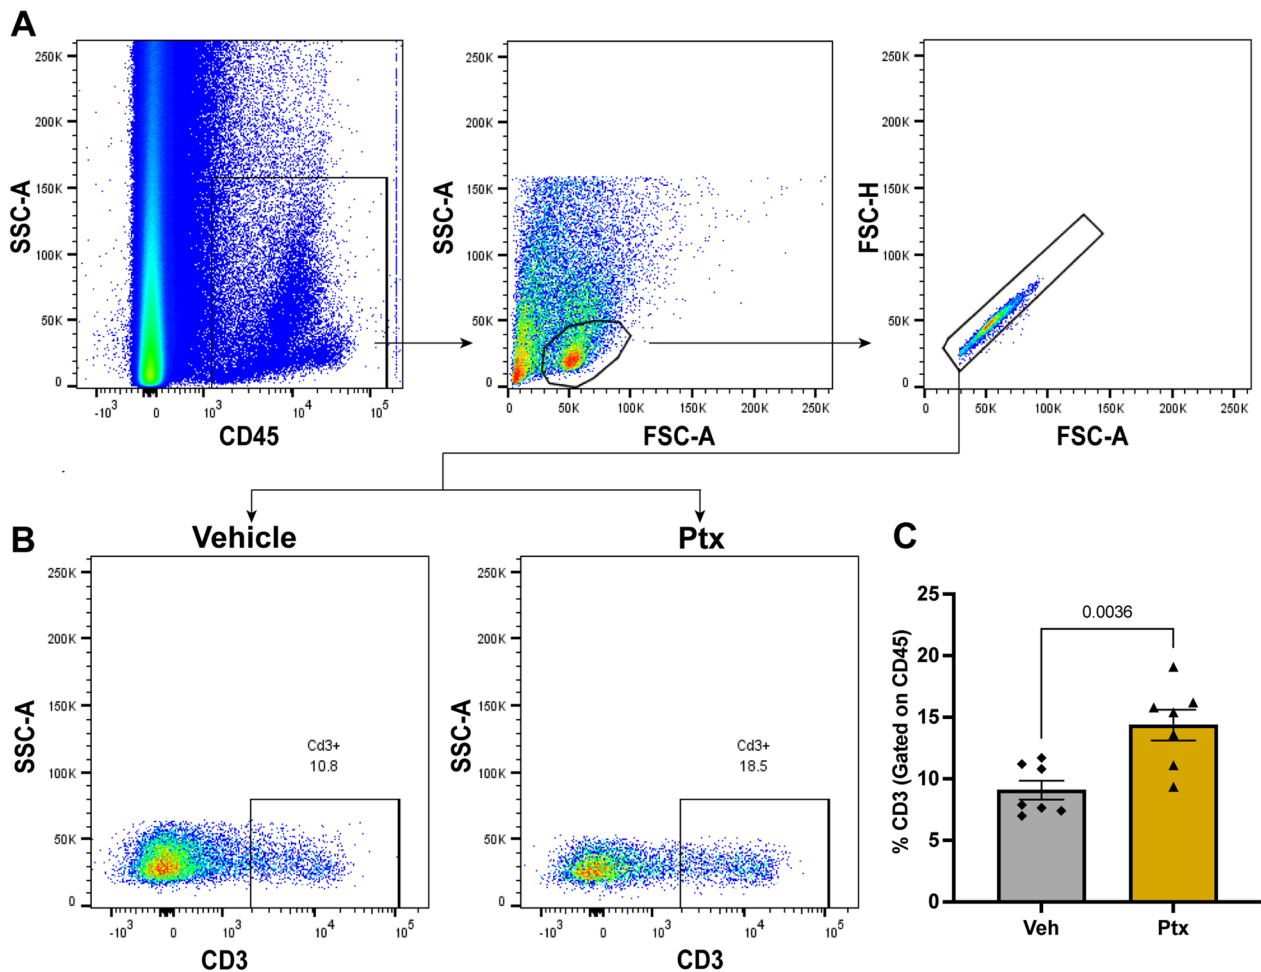 A
250K
200K
150K
100K
50K
0
SSC-A
-10³ 0 10³ 10⁴ 10⁵
CD45
250K
200K
150K
100K
50K
0
SSC-A
0 50K 100K 150K 200K 250K
FSC-A
250K
200K
150K
100K
50K
0
FSC-H
0 50K 100K 150K 200K 250K
FSC-A
B
Vehicle
250K
200K
150K
100K
50K
0
SSC-A
Cd3+
10.8
-10³ 0 10³ 10⁴ 10⁵
CD3
Ptx
250K
200K
150K
100K
50K
0
SSC-A
Cd3+
18.5
-10³ 0 10³ 10⁴ 10⁵
CD3
C
25
20
15
10
5
0
% CD3 (Gated on CD45)
0.0036
Veh Ptx